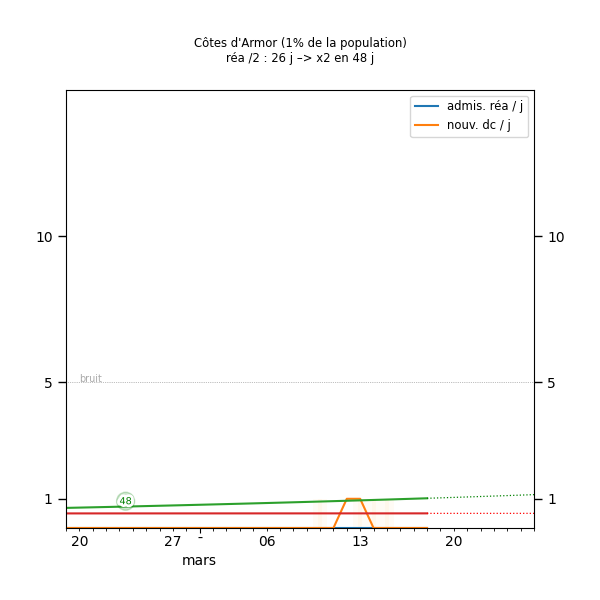 Côtes d'Armor (1% de la population)
réa /2 : 26 j –> x2 en 48 j
admis. réa / j
nouv. dc / j
10 10
bruit
5 5
48
1 1
20 27 - 06 13 20
mars